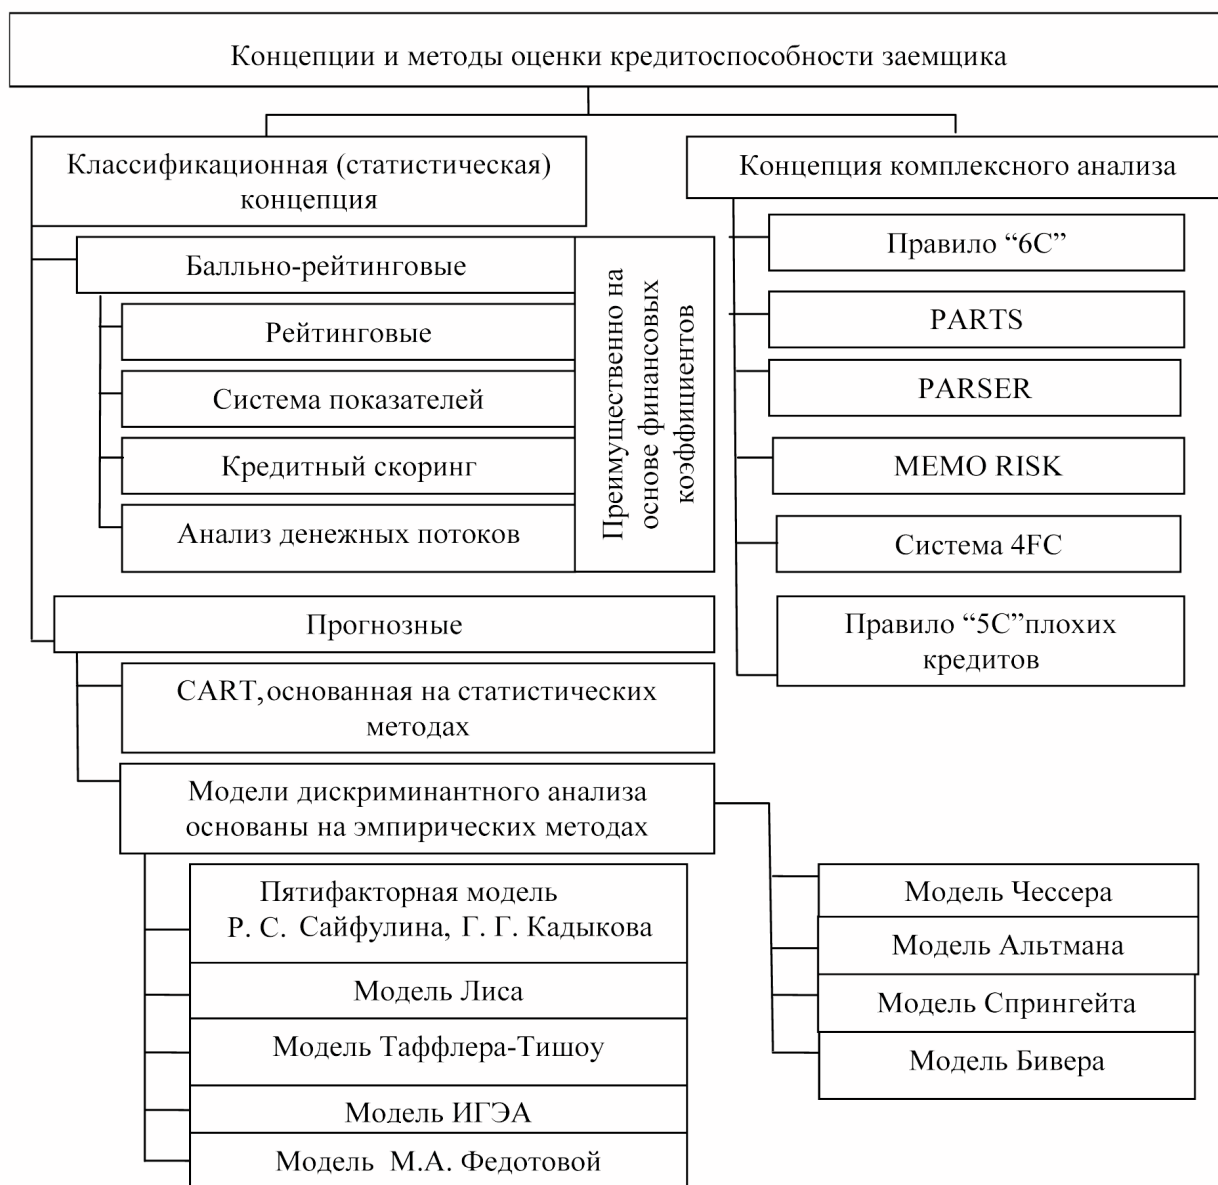 Концепции и методы оценки кредитоспособности заемщика
Классификационная (статистическая)
концепция
Балльно-рейтинговые
Рейтинговые
Система показателей
Кредитный скоринг
Анализ денежных потоков
Преимущественно на
основе финансовых
коэффициентов
Прогнозные
CART, основанная на статистических
методах
Модели дискриминантного анализа
основаны на эмпирических методах
Пятифакторная модель
Р. С. Сайфулина, Г. Г. Кадыкова
Модель Лиса
Модель Таффлера-Тишоу
Модель ИГЭА
Модель М.А. Федотовой
Модель Чессера
Модель Альтмана
Модель Спрингейта
Модель Бивера
Концепция комплексного анализа
Правило “6С”
PARTS
PARSER
MEMO RISK
Система 4FC
Правило “5С”плохих
кредитов